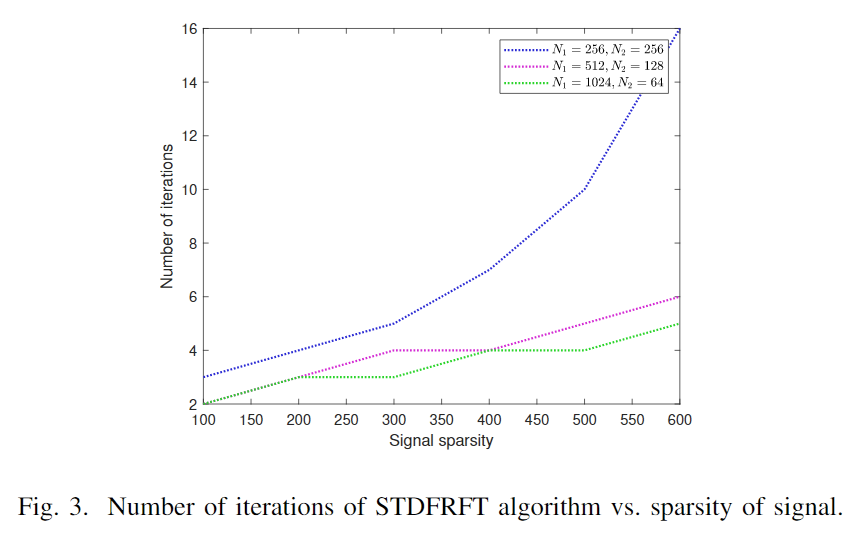 16
14
12
10
8
6
4
2
Number of iterations
N₁ = 256, N₂ = 256
N₁ = 512, N₂ = 128
N₁ = 1024, N₂ = 64
100 150 200 250 300 350 400 450 500 550 600
Signal sparsity
Fig. 3. Number of iterations of STDFRFT algorithm vs. sparsity of signal.